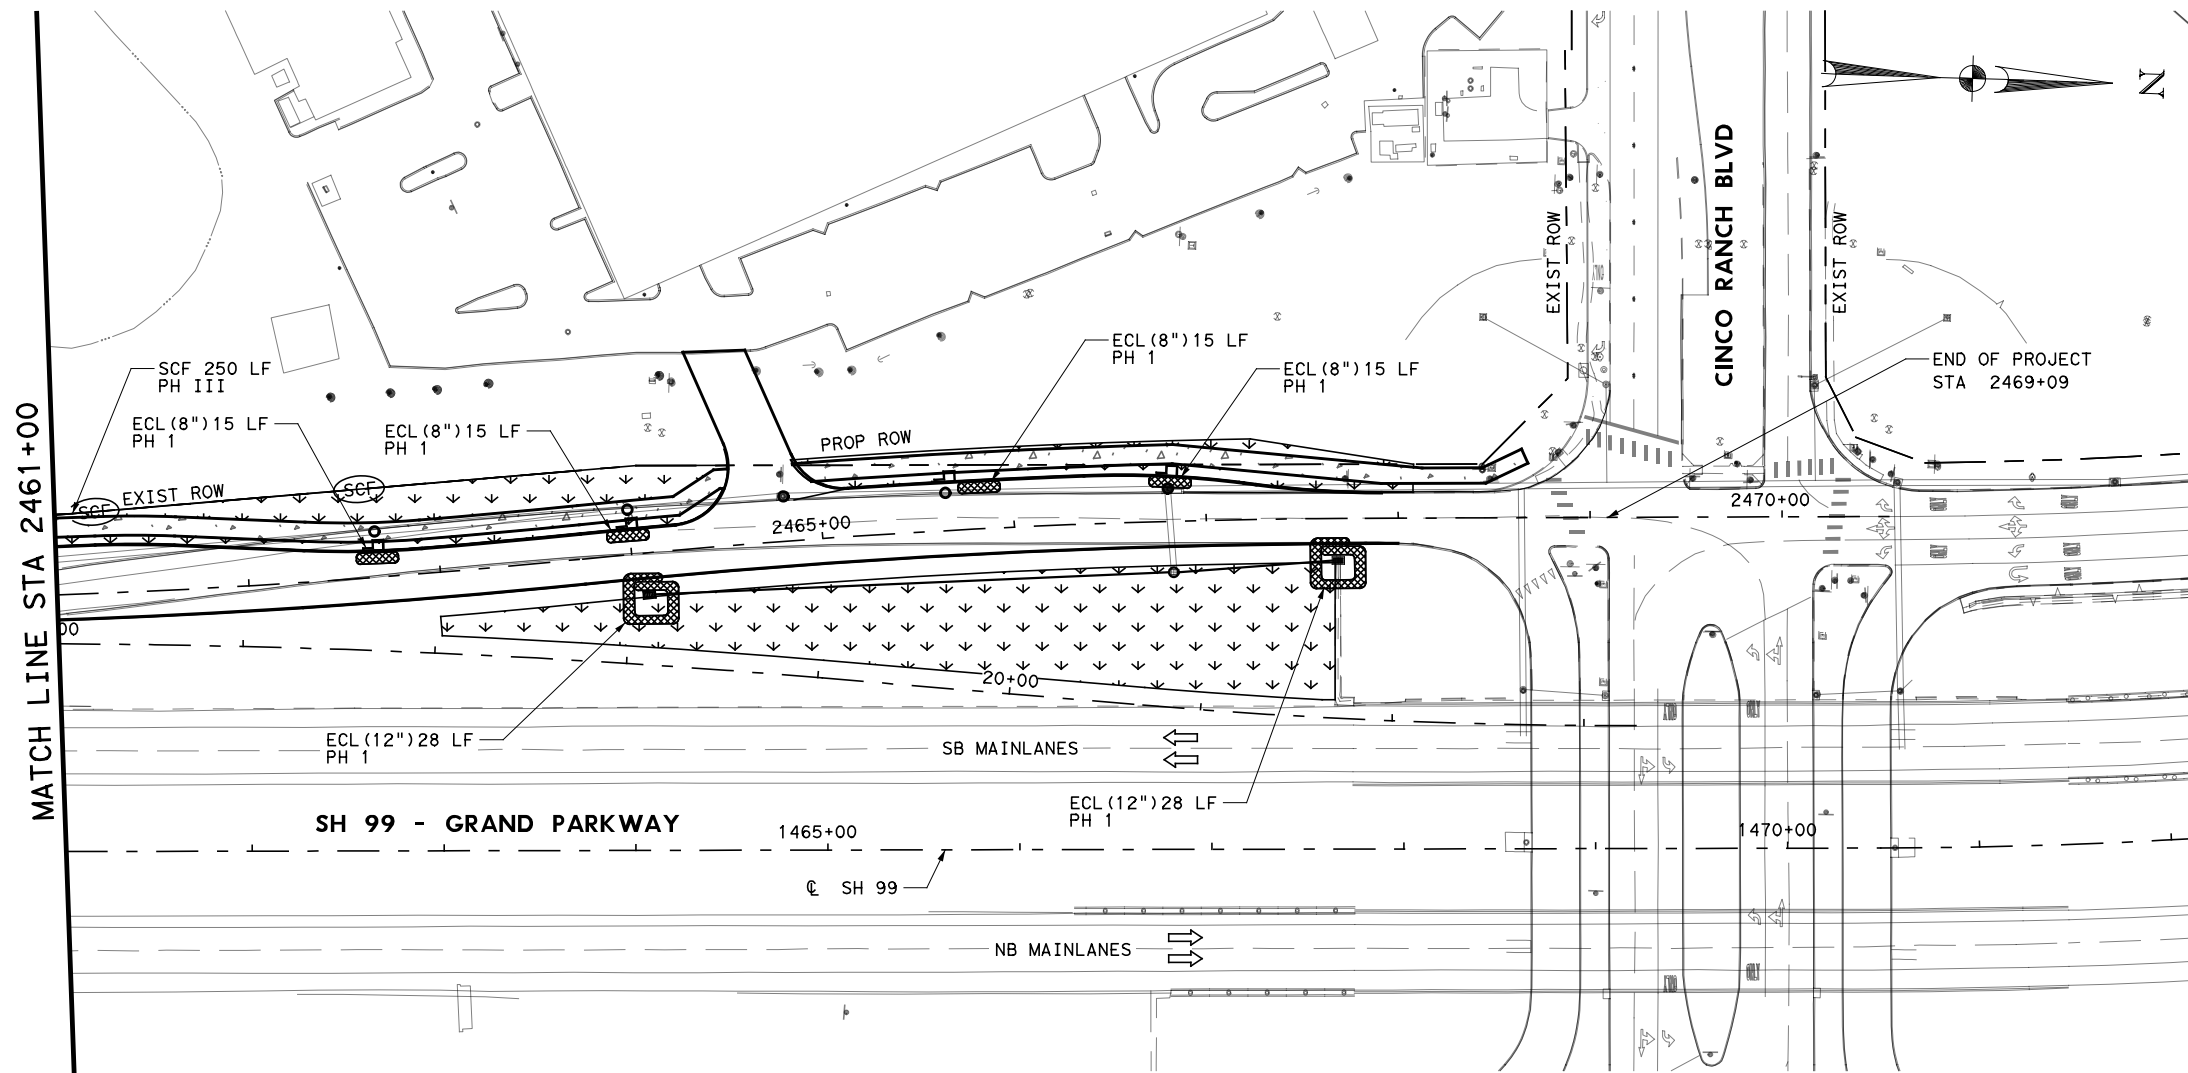 N
CINCO RANCH BLVD
EXIST ROW
EXIST ROW
END OF PROJECT
STA 2469+09
ECL(8")15 LF
PH 1
ECL(8")15 LF
PH 1
SCF 250 LF
PH III
ECL(8")15 LF
PH 1
ECL(8")15 LF
PH 1
PROP ROW
SCF
SCF
EXIST ROW
2465+00
2470+00
MATCH LINE STA 2461+00
00
20+00
ECL(12")28 LF
PH 1
SB MAINLANES
ECL(12")28 LF
PH 1
SH 99 - GRAND PARKWAY
1465+00
1470+00
℄ SH 99
NB MAINLANES